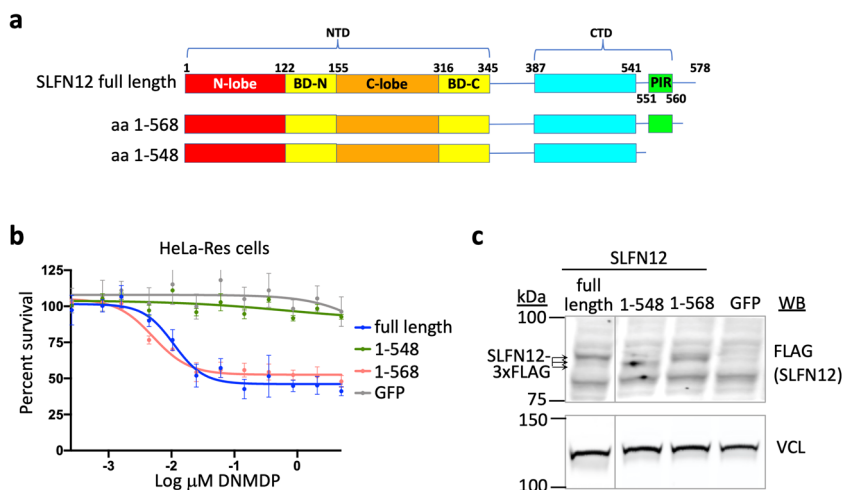 a
NTD
CTD
1 122 155 316 345 387 541 578
SLFN12 full length N-lobe BD-N C-lobe BD-C PIR
551 560
aa 1-568
aa 1-548
b
HeLa-Res cells
Percent survival
125
100
75
50
25
0
-3 -2 -1 0
Log μM DNMDP
full length
1-548
1-568
GFP
c
SLFN12
kDa full length 1-548 1-568 GFP WB
100
SLFN12-
3xFLAG
75
FLAG
(SLFN12)
150
VCL
100